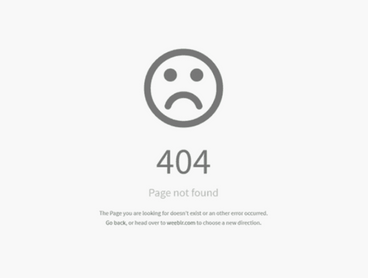 404
Page not found
The Page you are looking for doesn't exist or an other error occurred.
Go back, or head over to weeblr.com to choose a new direction.